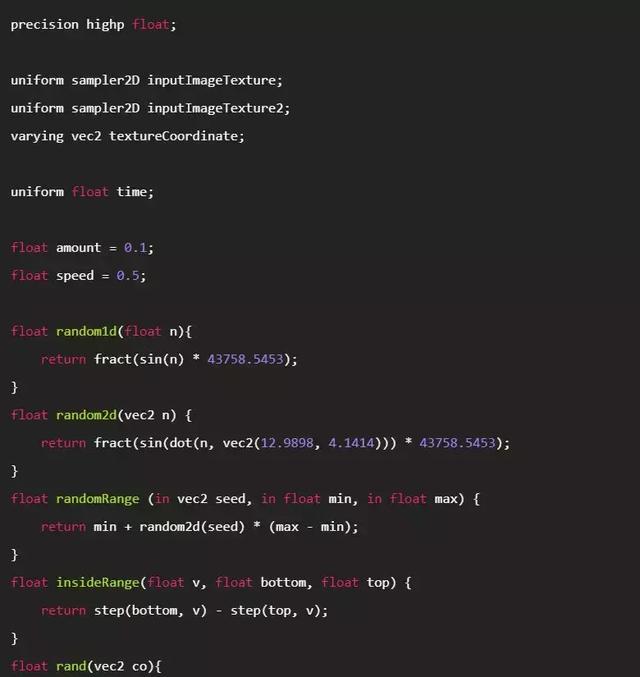 precision highp float;
uniform sampler2D inputImageTexture;
uniform sampler2D inputImageTexture2;
varying vec2 textureCoordinate;
uniform float time;
float amount = 0.1;
float speed = 0.5;
float random1d(float n){
return fract(sin(n) * 43758.5453);
}
float random2d(vec2 n) {
return fract(sin(dot(n, vec2(12.9898, 4.1414))) * 43758.5453);
}
float randomRange (in vec2 seed, in float min, in float max) {
return min + random2d(seed) * (max - min);
}
float insideRange(float v, float bottom, float top) {
return step(bottom, v) - step(top, v);
}
float rand(vec2 co){